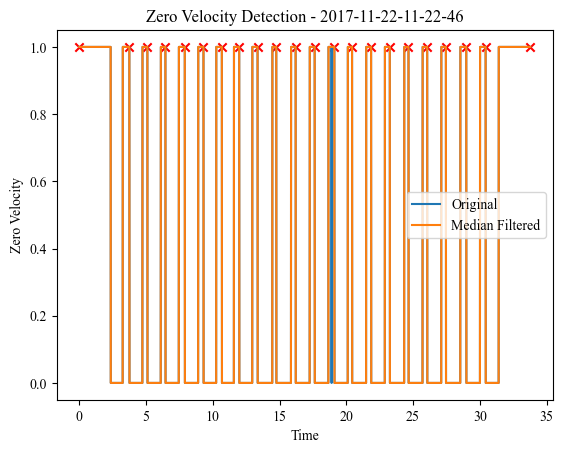 Zero Velocity Detection - 2017-11-22-11-22-46
1.0
0.8
0.6
0.4
0.2
0.0
Zero Velocity
Original
Median Filtered
0 5 10 15 20 25 30 35
Time